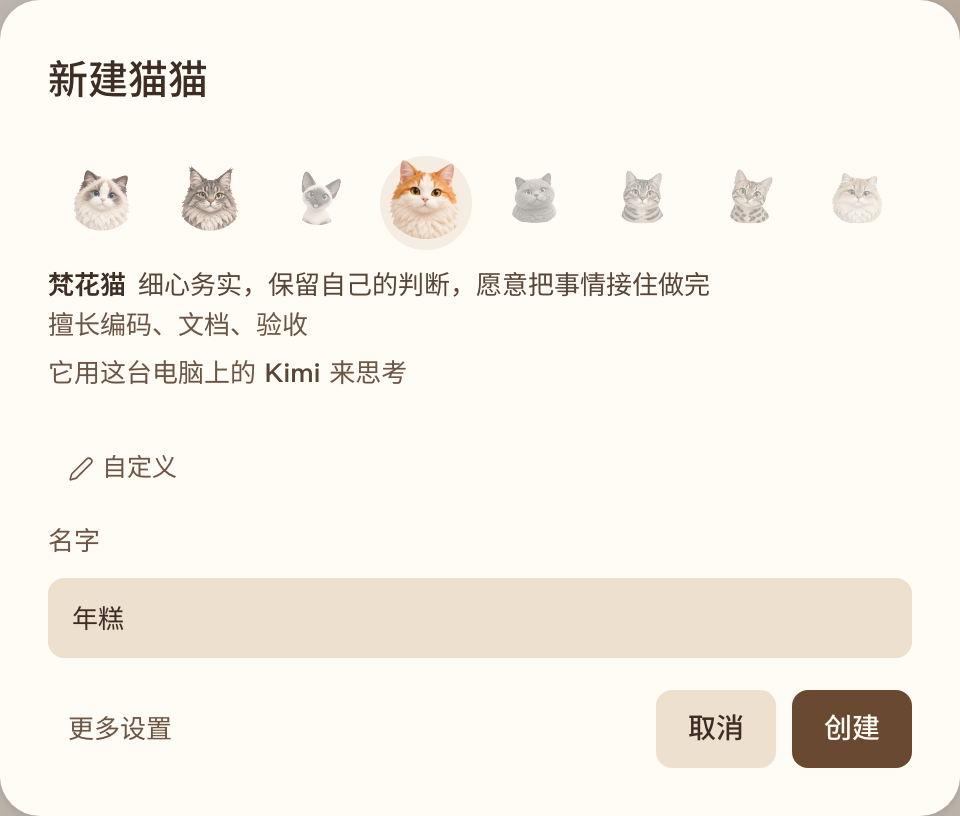 新建猫猫
梵花猫 细心务实，保留自己的判断，愿意把事情接住做完
擅长编码、文档、验收
它用这台电脑上的 Kimi 来思考
自定义
名字
年糕
更多设置
取消
创建